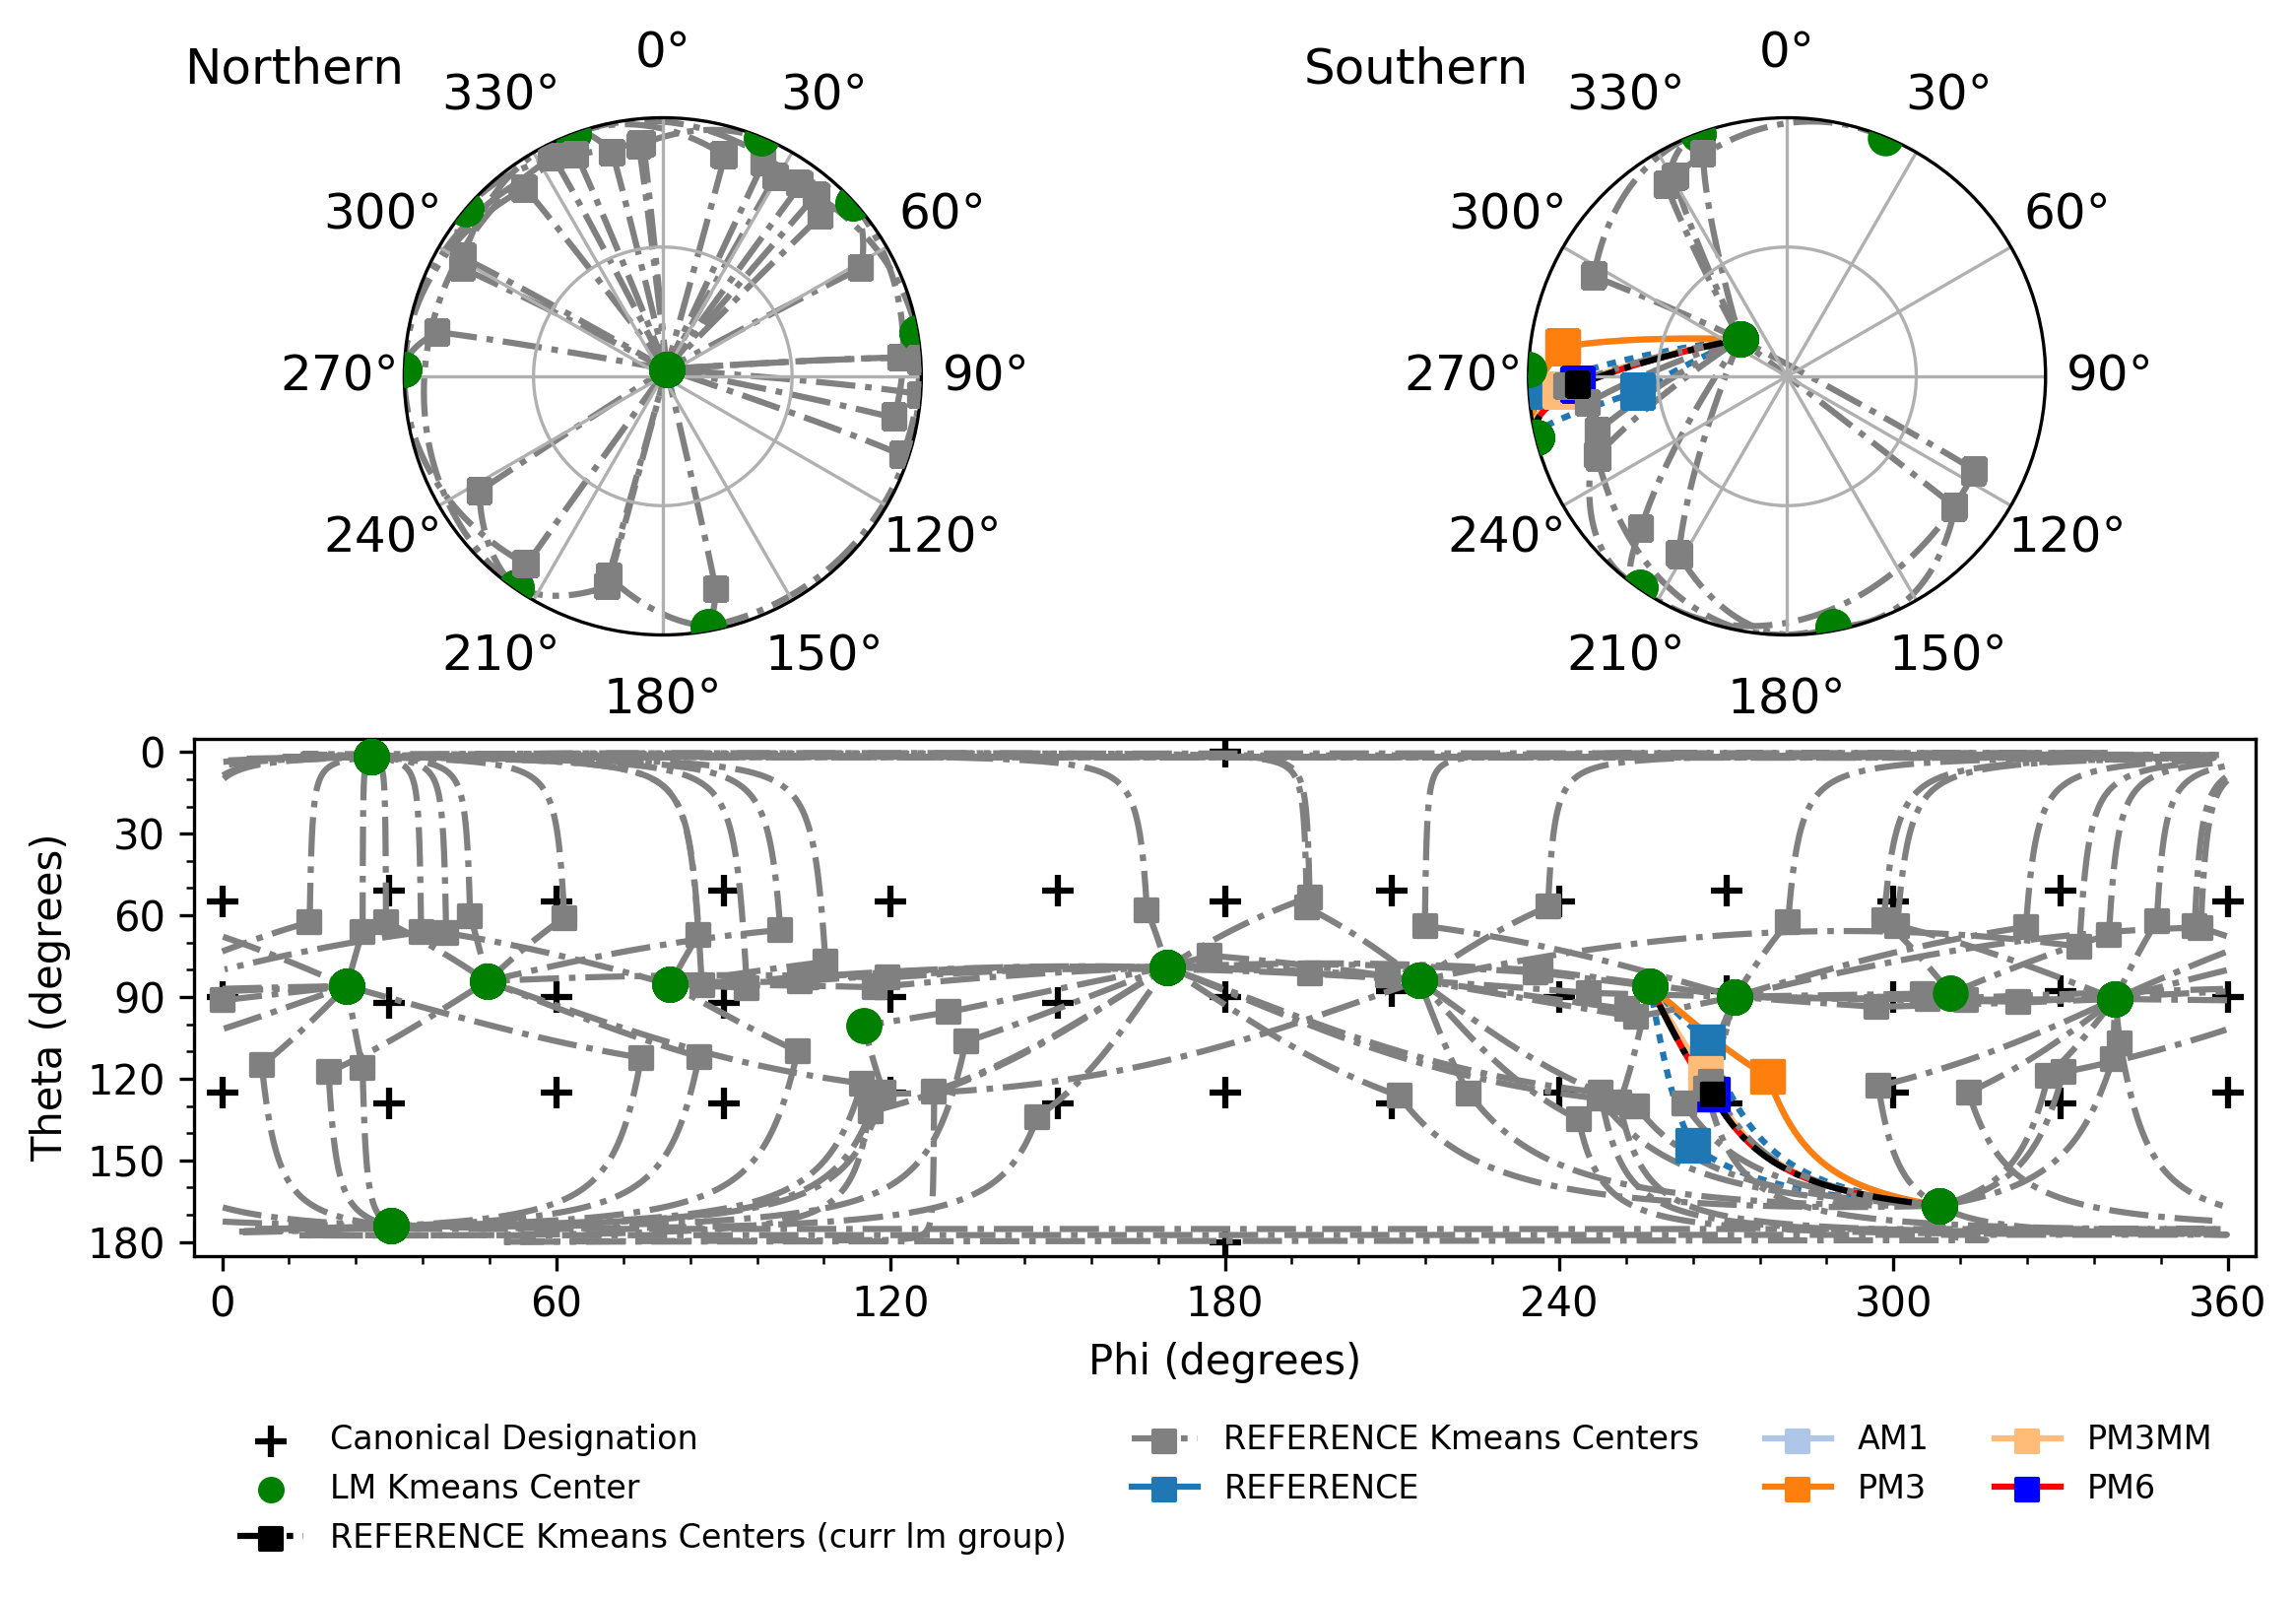 Northern
0°
30°
60°
90°
120°
150°
180°
210°
240°
270°
300°
330°
Southern
0°
30°
60°
90°
120°
150°
180°
210°
240°
270°
300°
330°
Theta (degrees)
0
30
60
90
120
150
180
0 60 120 180 240 300 360
Phi (degrees)
Canonical Designation
LM Kmeans Center
REFERENCE Kmeans Centers (curr lm group)
REFERENCE Kmeans Centers
REFERENCE
AM1
PM3
PM3MM
PM6